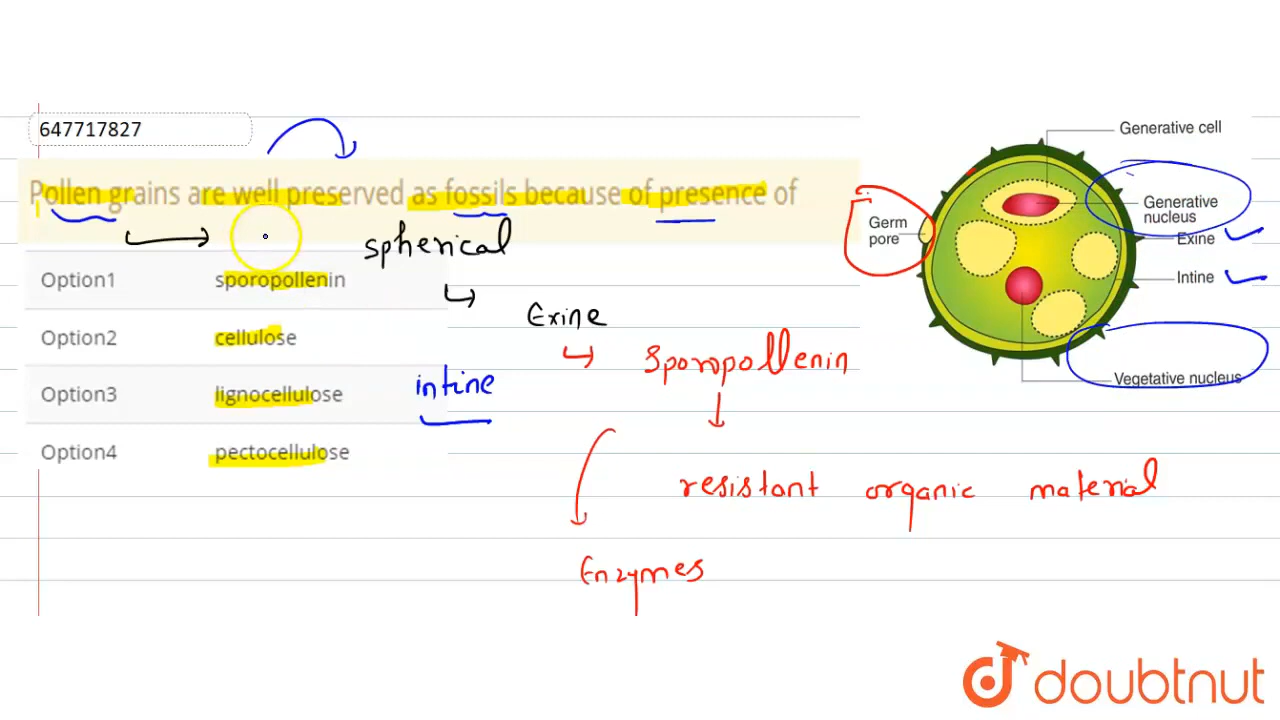 647717827
Pollen grains are well preserved as fossils because of presence of
Option1 sporopollenin
Option2 cellulose
Option3 lignocellulose
Option4 pectocellulose
spherical
Exine
Sporopollenin
intine
resistant organic material
Enzymes
Generative cell
Generative
nucleus
Germ
pore
Exine
Intine
Vegetative nucleus
doubtnut